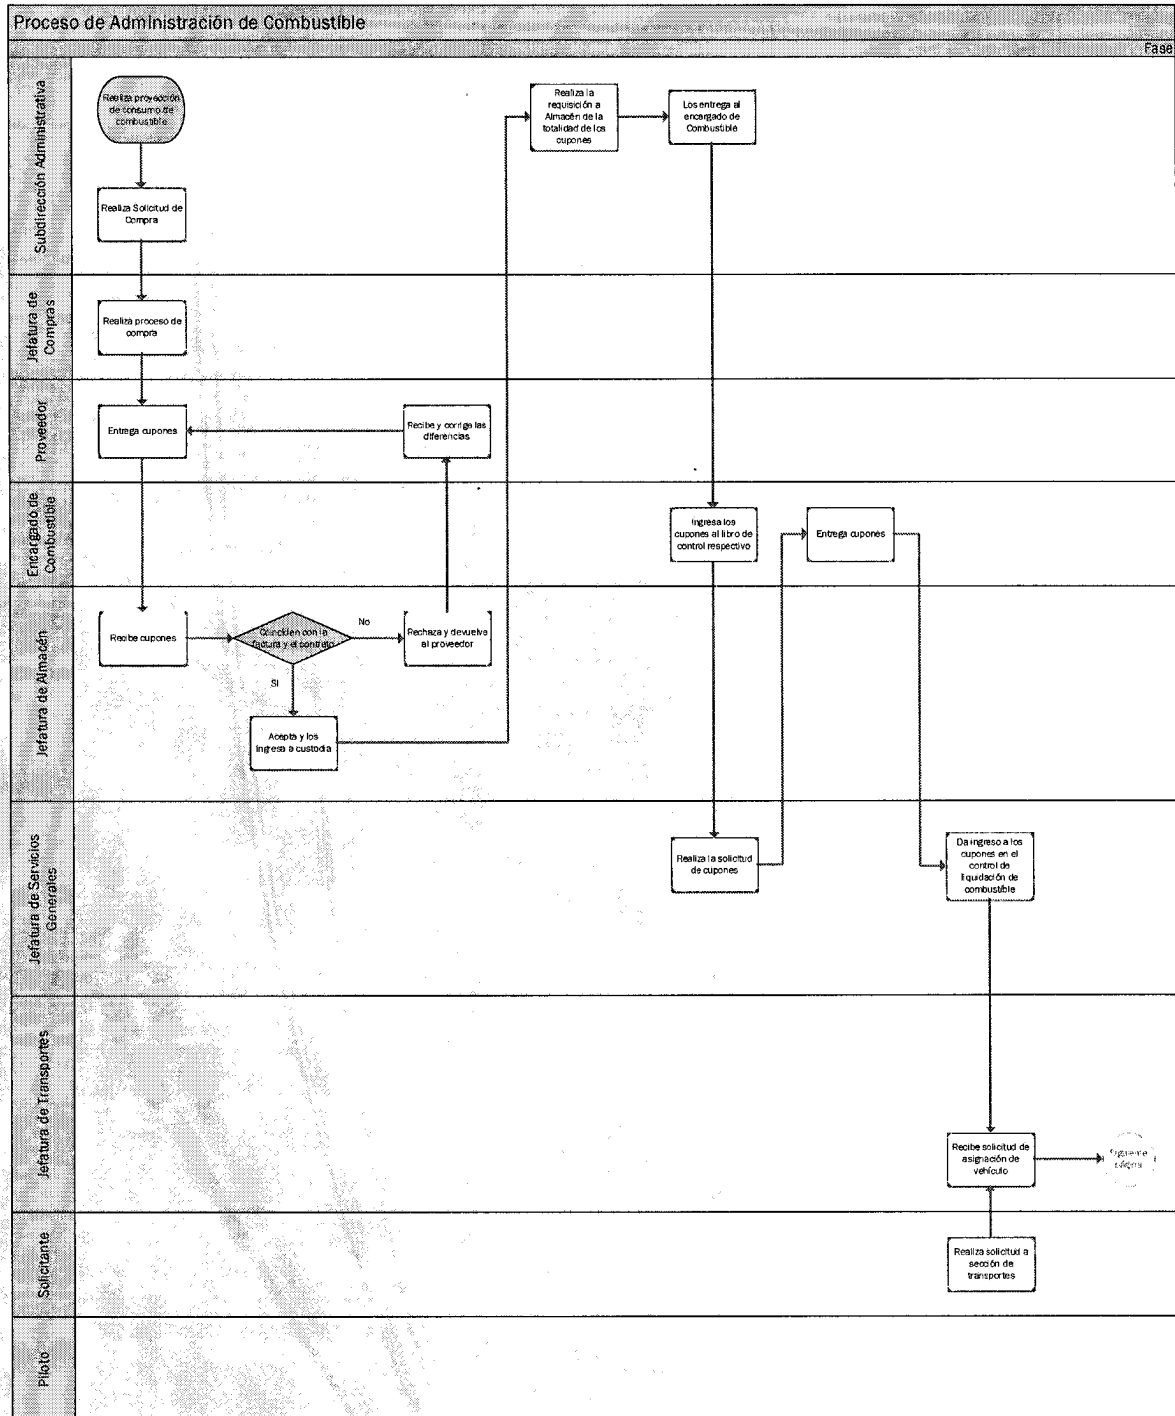 Proceso de Administración de Combustible
Fase
Subdirección Administrativa
Realiza proyección
de consumo de
combustible
Realiza Solicitud de
Compra
Realiza la
requisición a
Almacén de la
totalidad de los
cupones
Los entrega al
encargado de
Combustible
Jefatura de
Compras
Realiza proceso de
compra
Proveedor
Entrega cupones
Recibe y corrige las
diferencias
Encargado de
Combustible
Ingresa los
cupones al libro de
control respectivo
Entrega cupones
Jefatura de Almacén
Recibe cupones
Coinciden con la
factura y el contrato
No
Rechaza y devuelve
al proveedor
SI
Acepta y los
ingresa a custodia
Jefatura de Servicios
Generales
Realiza la solicitud
de cupones
Da ingreso a los
cupones en el
control de
liquidación de
combustible
Jefatura de Transportes
Recibe solicitud de
asignación de
vehículo
Siguiente
página
Solicitante
Realiza solicitud a
sección de
transportes
Piloto